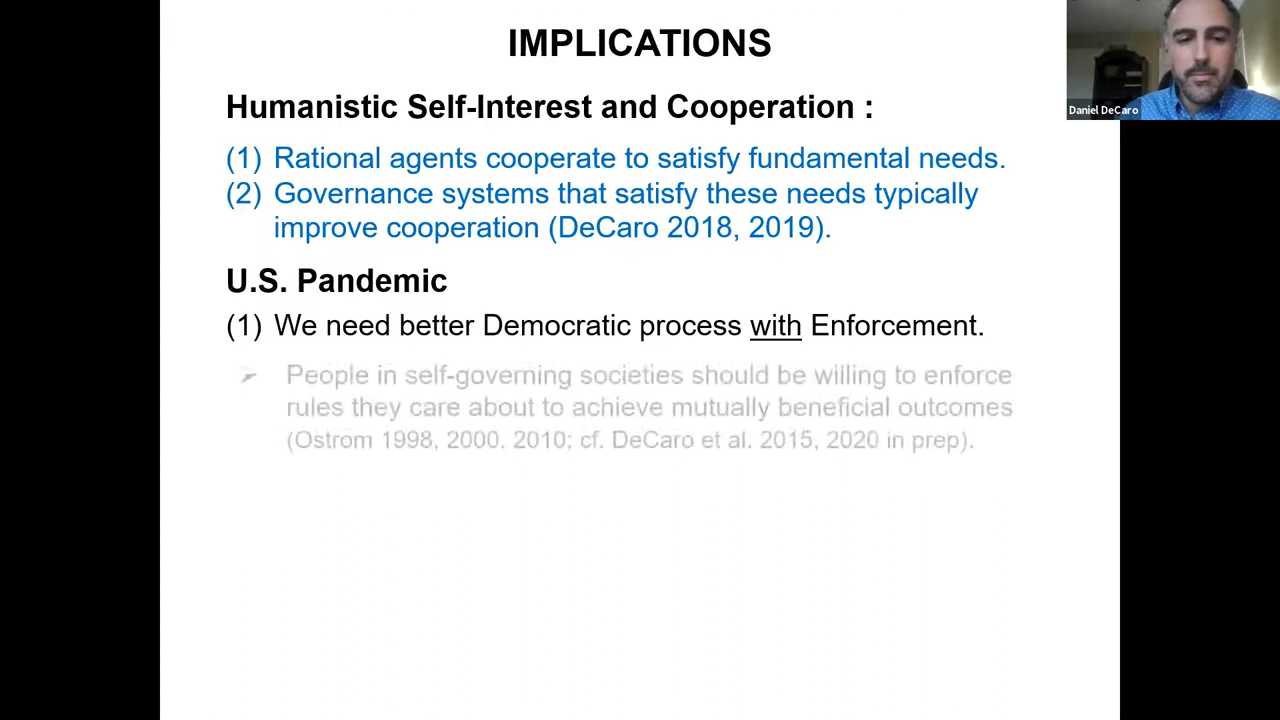 IMPLICATIONS
Daniel DeCaro
Humanistic Self-Interest and Cooperation :
(1) Rational agents cooperate to satisfy fundamental needs.
(2) Governance systems that satisfy these needs typically
improve cooperation (DeCaro 2018, 2019).
U.S. Pandemic
(1) We need better Democratic process with Enforcement.
➢ People in self-governing societies should be willing to enforce
rules they care about to achieve mutually beneficial outcomes
(Ostrom 1998, 2000, 2010; cf. DeCaro et al. 2015, 2020 in prep).